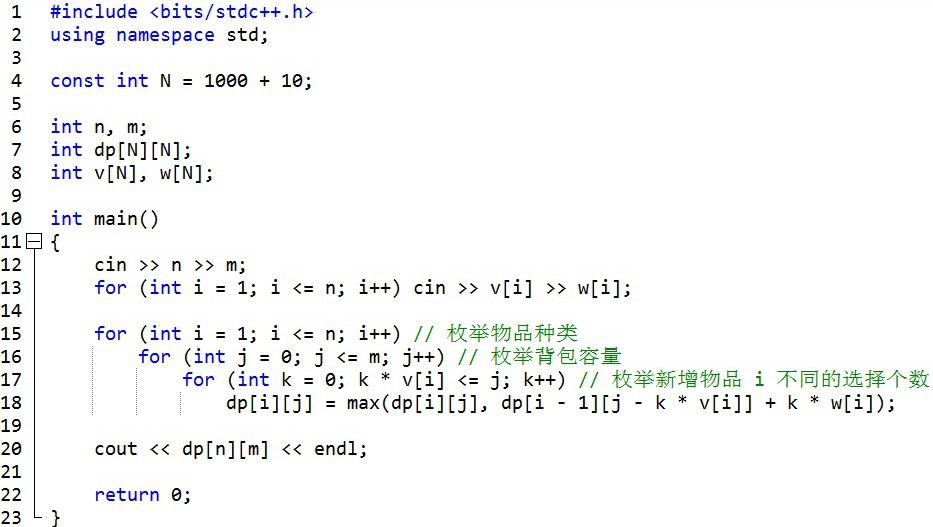 1 #include <bits/stdc++.h>
2 using namespace std;
3
4 const int N = 1000 + 10;
5
6 int n, m;
7 int dp[N][N];
8 int v[N], w[N];
9
10 int main()
11 {
12 cin >> n >> m;
13 for (int i = 1; i <= n; i++) cin >> v[i] >> w[i];
14
15 for (int i = 1; i <= n; i++) // 枚举物品种类
16 for (int j = 0; j <= m; j++) // 枚举背包容量
17 for (int k = 0; k * v[i] <= j; k++) // 枚举新增物品 i 不同的选择个数
18 dp[i][j] = max(dp[i][j], dp[i - 1][j - k * v[i]] + k * w[i]);
19
20 cout << dp[n][m] << endl;
21
22 return 0;
23 }